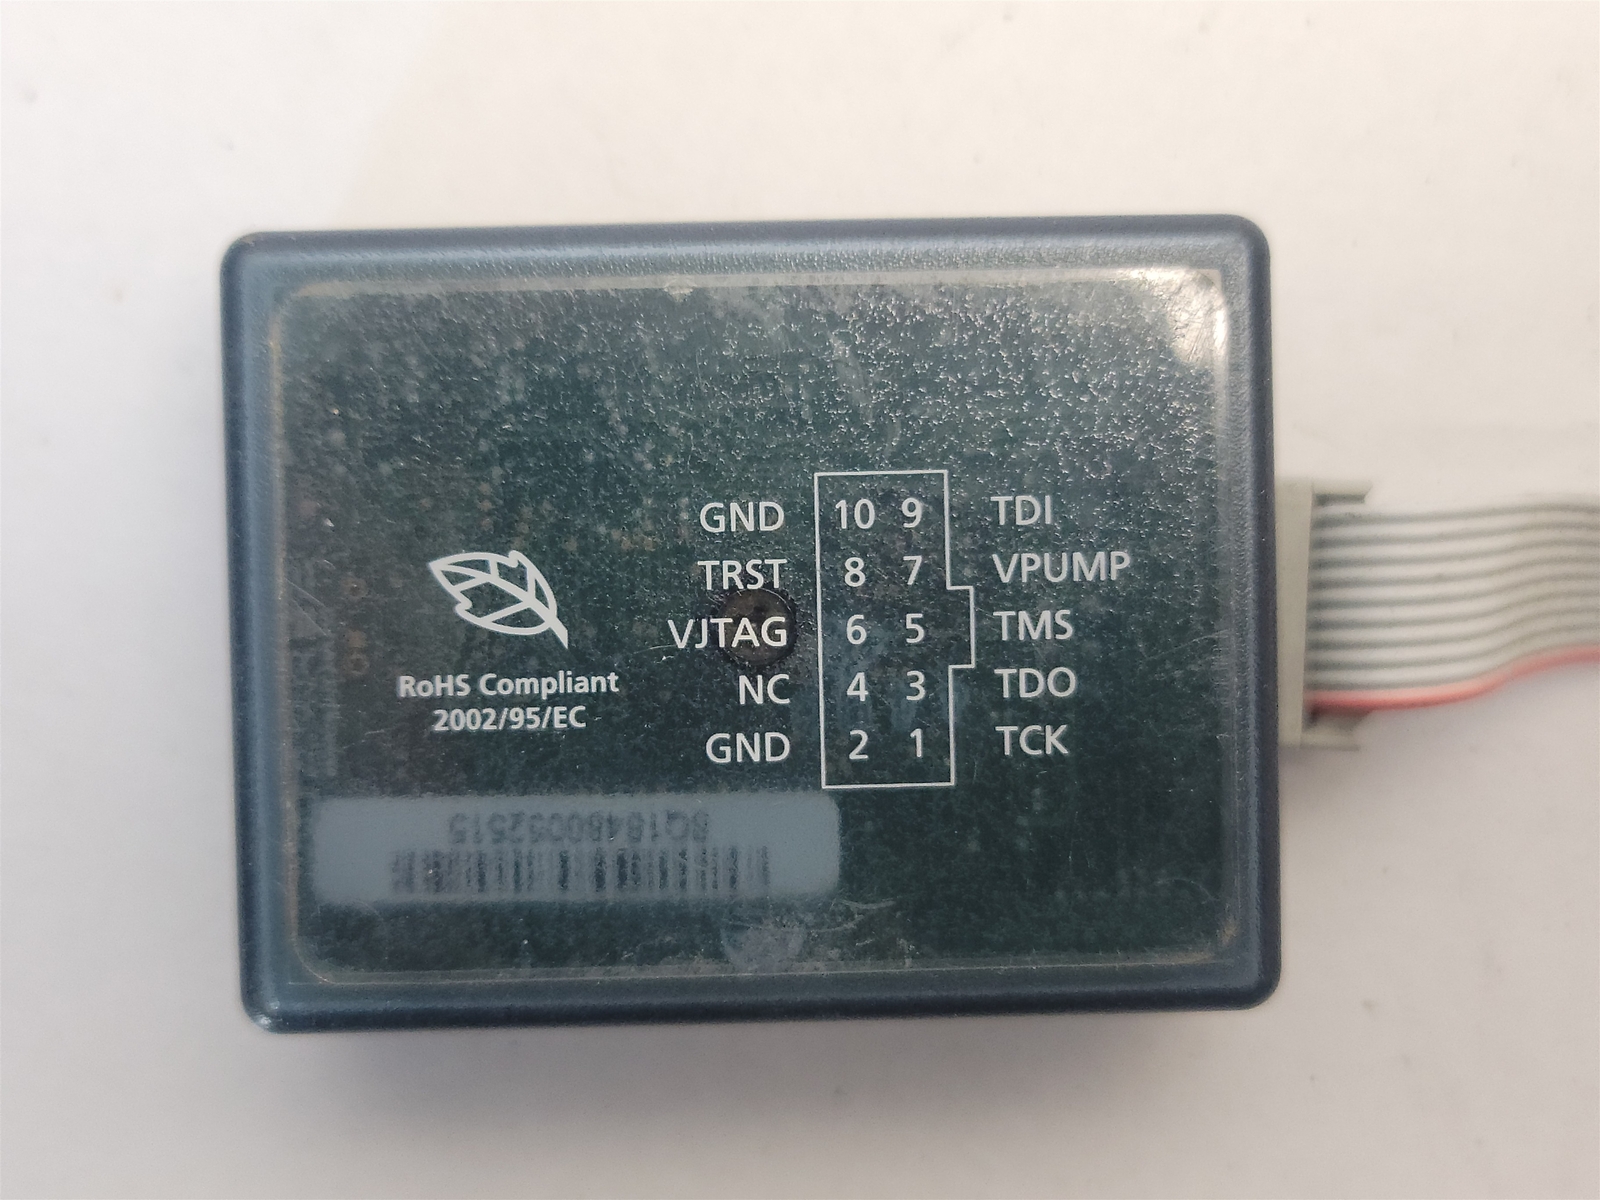 GND 10 9 TDI
TRST 8 7 VPUMP
VJTAG 6 5 TMS
NC 4 3 TDO
GND 2 1 TCK
RoHS Compliant
2002/95/EC